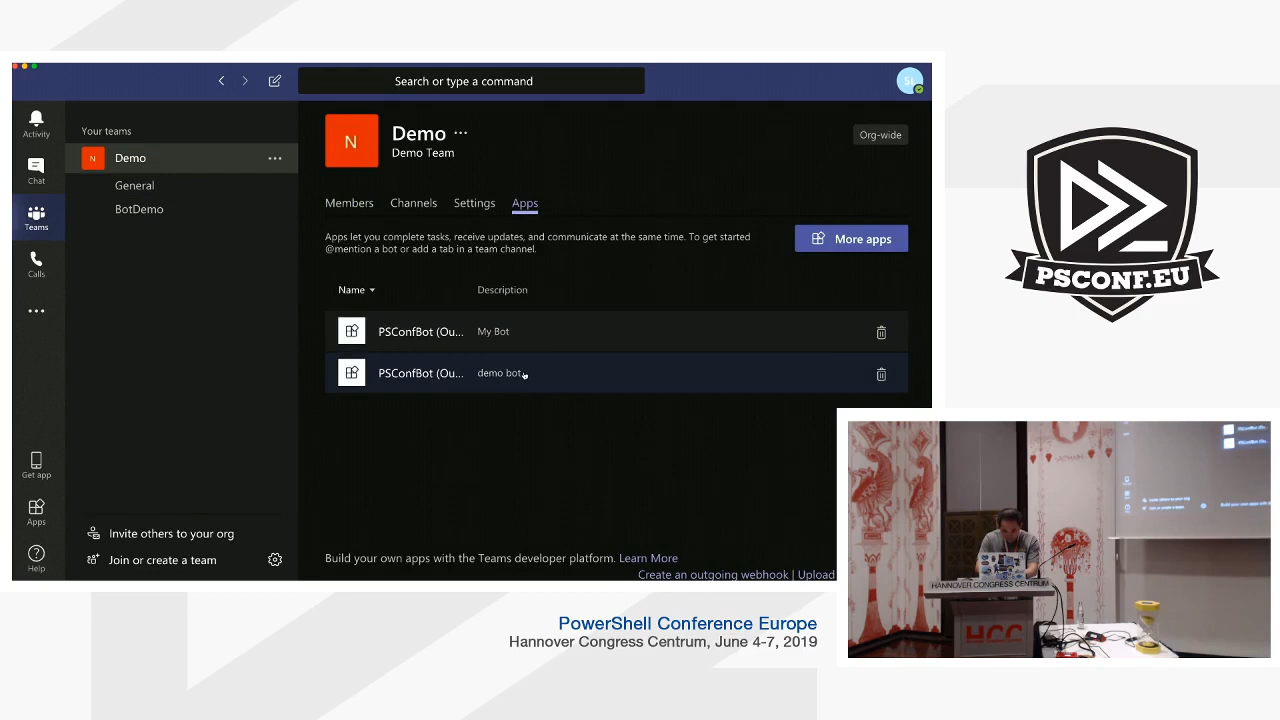 Search or type a command
SL
Activity
Chat
Teams
Calls
Get app
Apps
Help
Your teams
N
Demo
General
BotDemo
Invite others to your org
Join or create a team
N
Demo
Demo Team
Org-wide
Members
Channels
Settings
Apps
Apps let you complete tasks, receive updates, and communicate at the same time. To get started
@mention a bot or add a tab in a team channel.
More apps
Name
Description
PSConfBot (Ou...
My Bot
PSConfBot (Ou...
demo bot
Build your own apps with the Teams developer platform. Learn More
Create an outgoing webhook | Upload
PSCONF.EU
HANNOVER CONGRESS CENTRUM
HCC
PowerShell Conference Europe
Hannover Congress Centrum, June 4-7, 2019